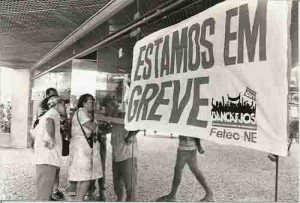 ESTAMOS EM
GREVE
BANCÁRIOS
Fetec-NE